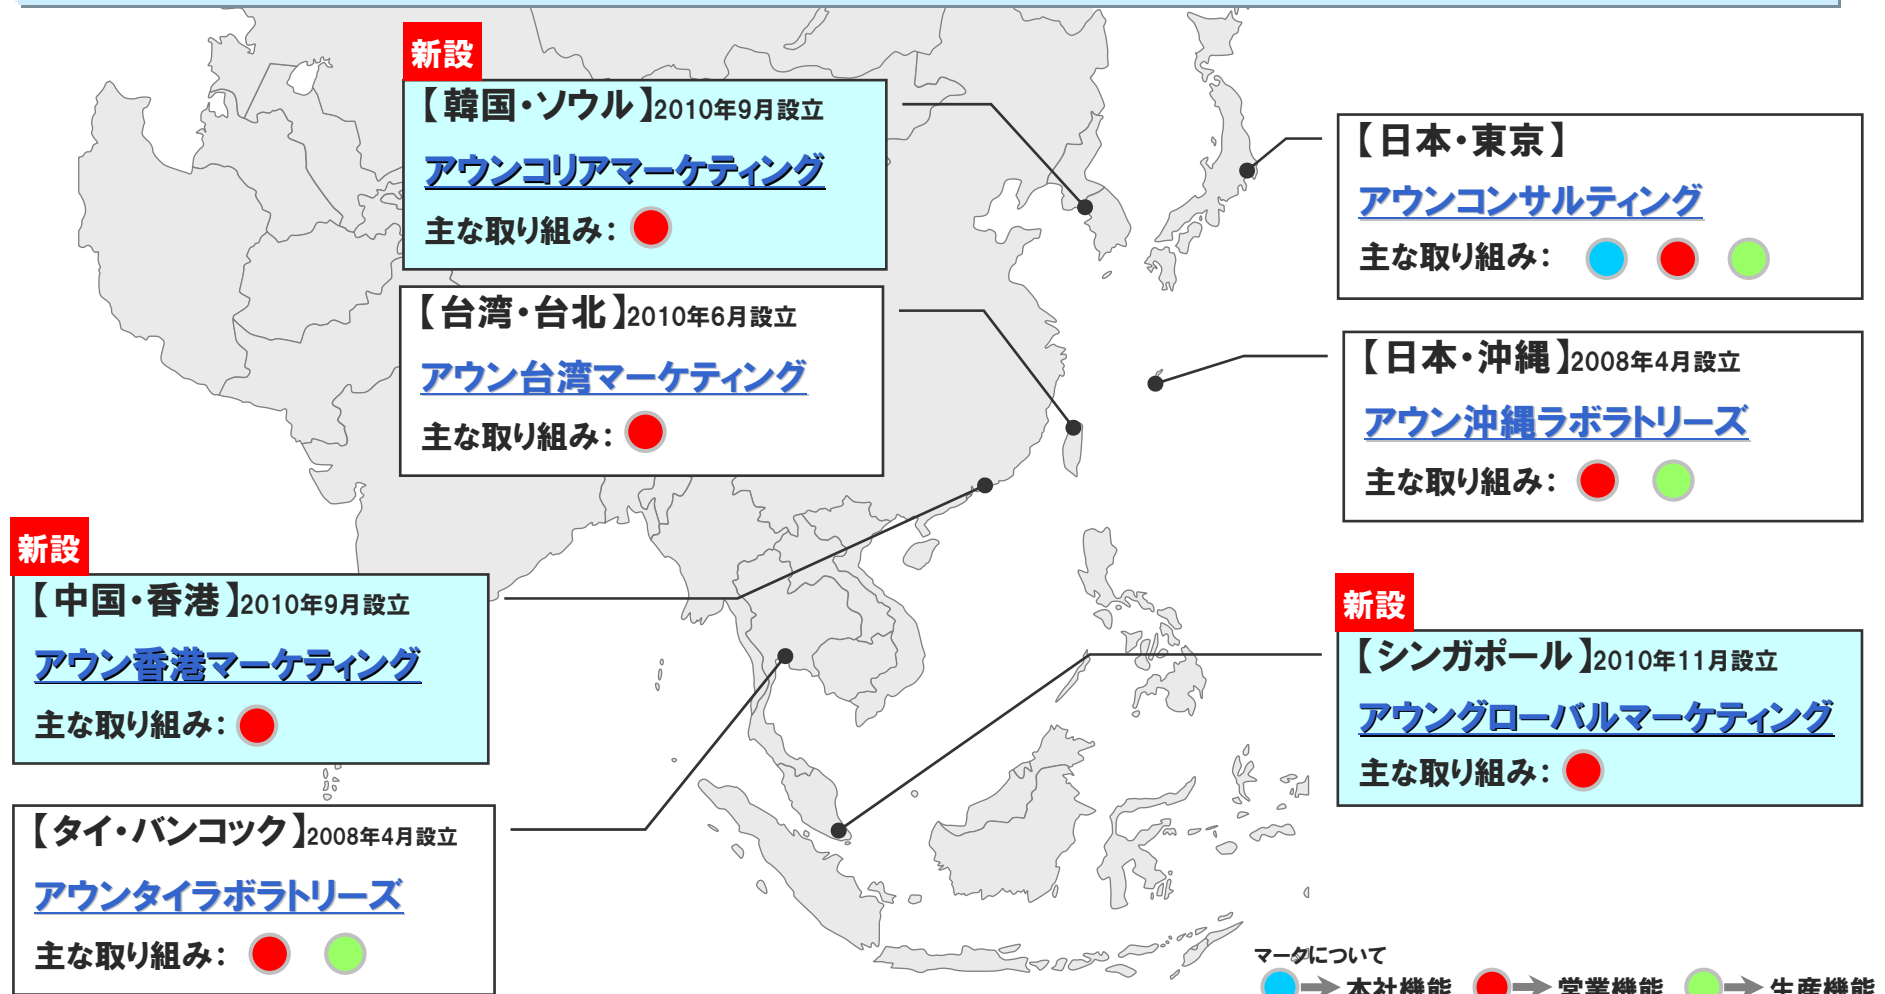 新設
【韓国・ソウル】2010年9月設立
アウンコリアマーケティング
主な取り組み：
【台湾・台北】2010年6月設立
アウン台湾マーケティング
主な取り組み：
新設
【中国・香港】2010年9月設立
アウン香港マーケティング
主な取り組み：
【タイ・バンコック】2008年4月設立
アウンタイラボラトリーズ
主な取り組み：
【日本・東京】
アウンコンサルティング
主な取り組み：
【日本・沖縄】2008年4月設立
アウン沖縄ラボラトリーズ
主な取り組み：
新設
【シンガポール】2010年11月設立
アウングローバルマーケティング
主な取り組み：
マークについて
本社機能 営業機能 生産機能